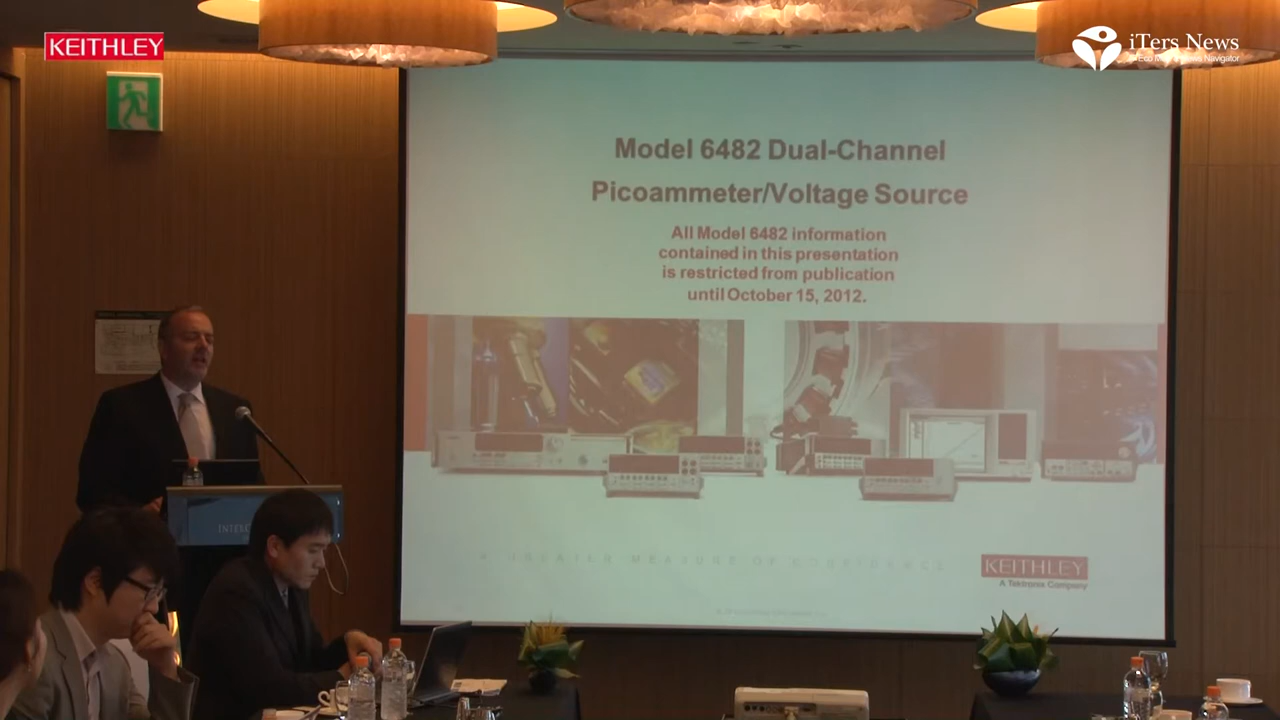 KEITHLEY
iTers News
Model 6482 Dual-Channel
Picoammeter/Voltage Source
All Model 6482 information
contained in this presentation
is restricted from publication
until October 15, 2012.
A GREATER MEASURE OF CONFIDENCE
KEITHLEY
A Tektronix Company